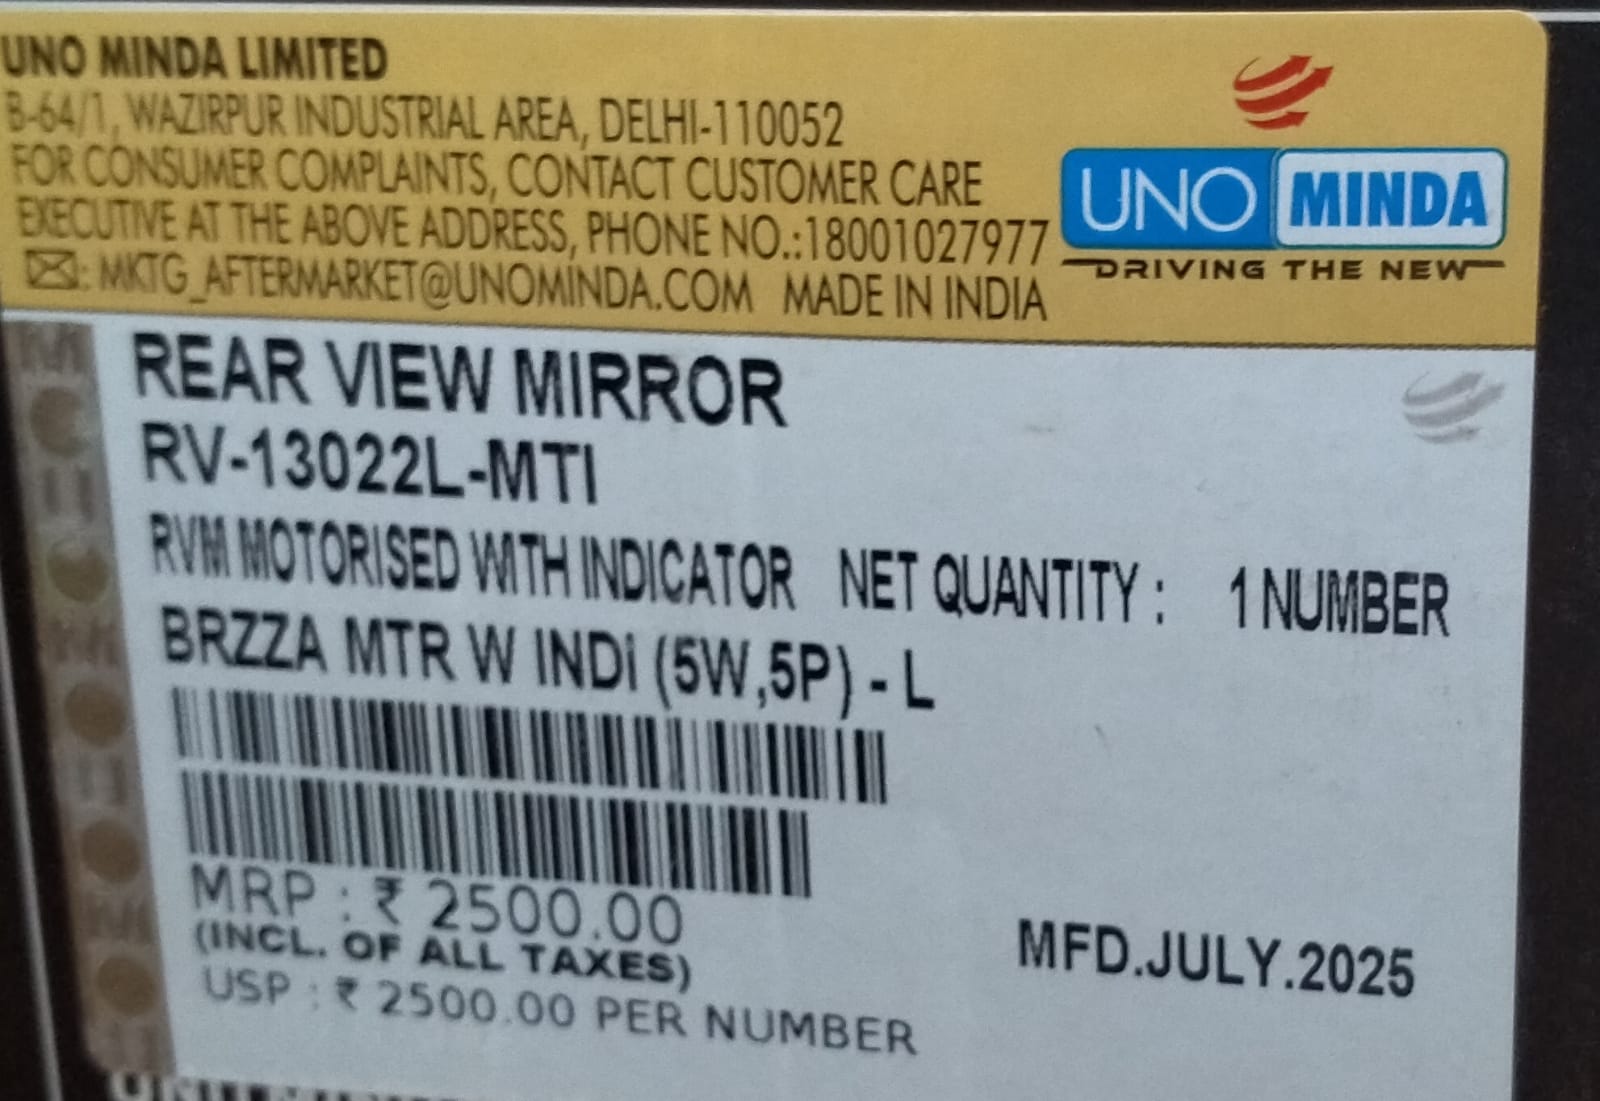 UNO MINDA LIMITED
B-64/1, WAZIRPUR INDUSTRIAL AREA, DELHI-110052
FOR CONSUMER COMPLAINTS, CONTACT CUSTOMER CARE
EXECUTIVE AT THE ABOVE ADDRESS, PHONE NO.:18001027977
: MKTG_AFTERMARKET@UNOMINDA.COM MADE IN INDIA
UNO MINDA
DRIVING THE NEW
REAR VIEW MIRROR
RV-13022L-MTI
RVM MOTORISED WITH INDICATOR NET QUANTITY : 1 NUMBER
BRZZA MTR W INDi (5W,5P) - L
MRP : ₹ 2500.00
(INCL. OF ALL TAXES)
USP : ₹ 2500.00 PER NUMBER
MFD.JULY.2025